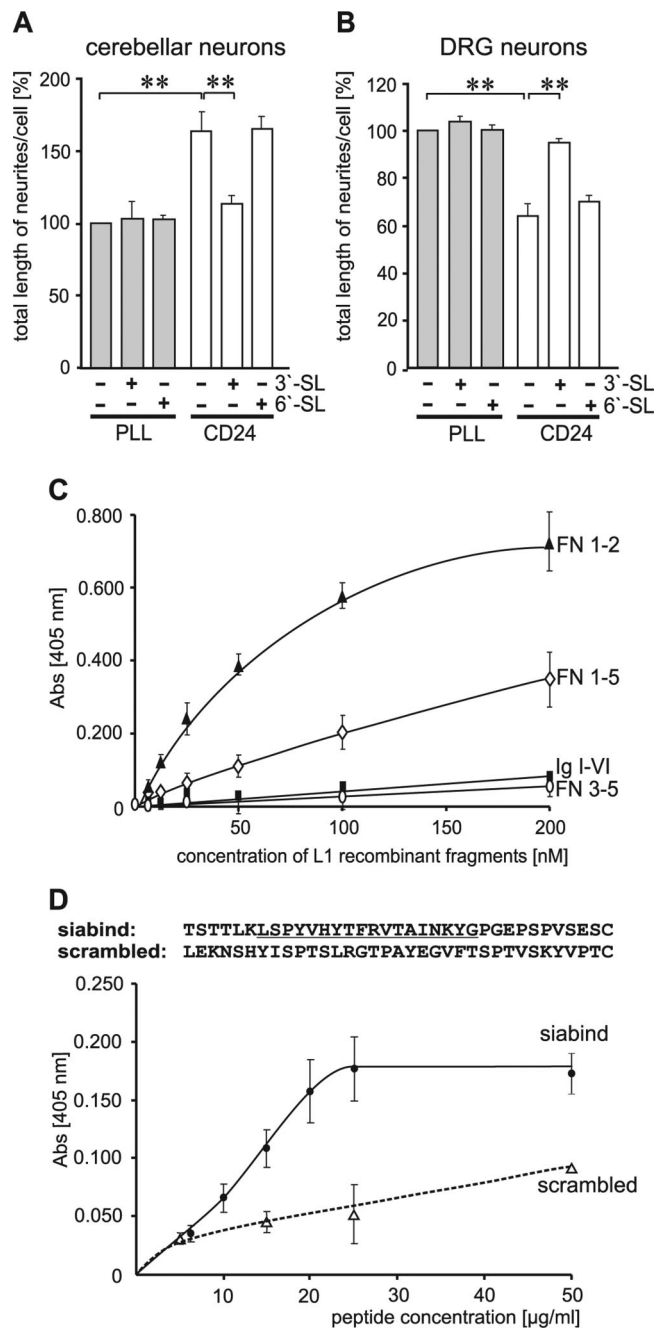 A
cerebellar neurons
total length of neurites/cell [%]
200
150
100
50
0
** **
- + - - + - 3`-SL
- - + - - + 6`-SL
PLL CD24
B
DRG neurons
total length of neurites/cell [%]
120
100
80
60
40
20
0
** **
- + - - + - 3`-SL
- - + - - + 6`-SL
PLL CD24
C
Abs [405 nm]
0.800
0.600
0.400
0.200
0
FN 1-2
FN 1-5
Ig I-VI
FN 3-5
50 100 200
concentration of L1 recombinant fragments [nM]
D
siabind: TSTTLKLSPYVHYTFRVTAINKYGPGEPSPVSESC
scrambled: LEKNSHYISPTSLRGTPAYEGVFTSPTVSKYVPTC
Abs [405 nm]
0.250
0.200
0.150
0.100
0.050
0
siabind
scrambled
10 20 30 40 50
peptide concentration [µg/ml]